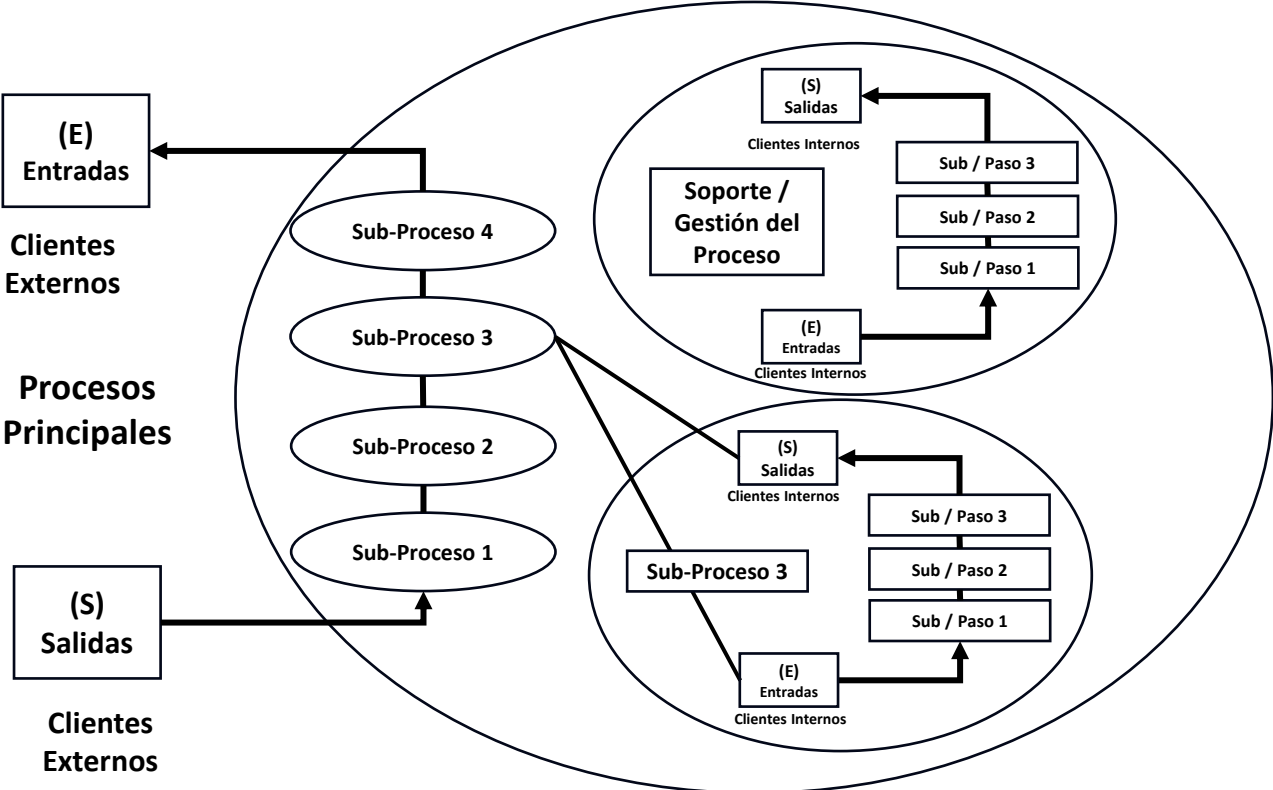 (E)
Entradas
Clientes
Externos
Procesos
Principales
(S)
Salidas
Clientes
Externos
Sub-Proceso 4
Sub-Proceso 3
Sub-Proceso 2
Sub-Proceso 1
(S)
Salidas
Clientes Internos
Soporte /
Gestión del
Proceso
Sub / Paso 3
Sub / Paso 2
Sub / Paso 1
(E)
Entradas
Clientes Internos
(S)
Salidas
Clientes Internos
Sub-Proceso 3
Sub / Paso 3
Sub / Paso 2
Sub / Paso 1
(E)
Entradas
Clientes Internos